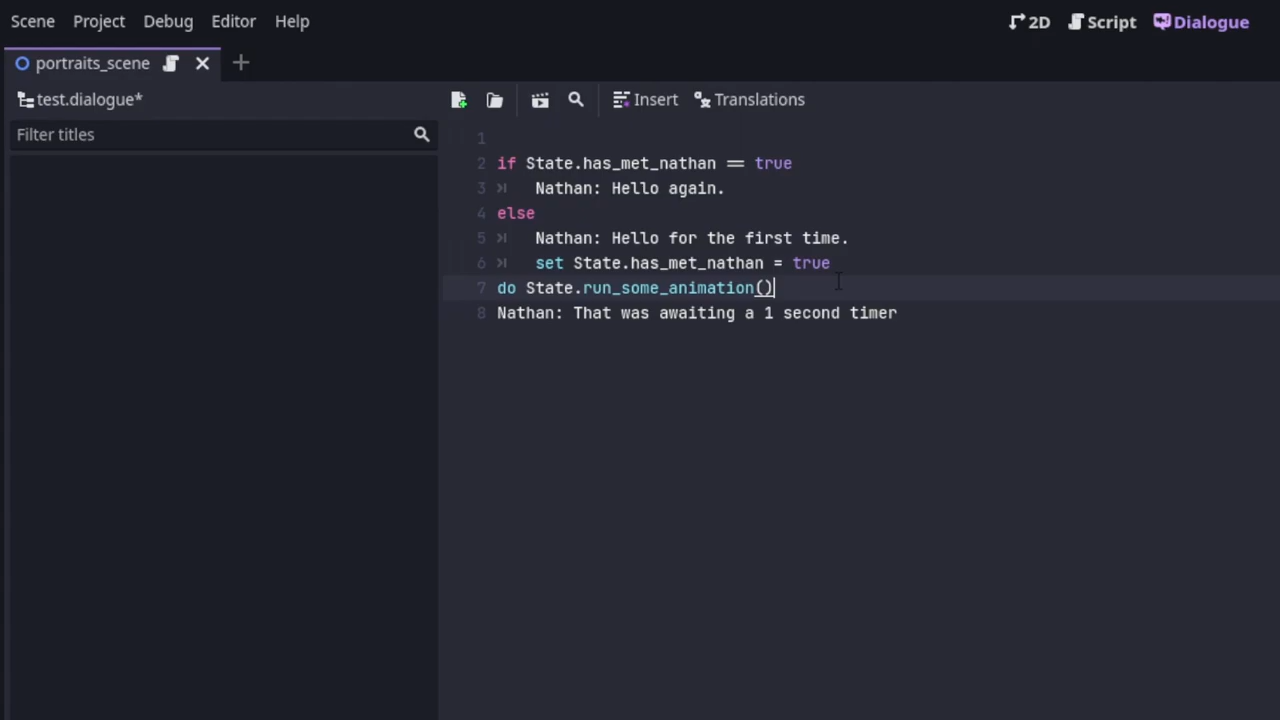 Scene Project Debug Editor Help 2D Script Dialogue
portraits_scene
test.dialogue* Insert Translations
Filter titles
1
2 if State.has_met_nathan == true
3 Nathan: Hello again.
4 else
5 Nathan: Hello for the first time.
6 set State.has_met_nathan = true
7 do State.run_some_animation()
8 Nathan: That was awaiting a 1 second timer